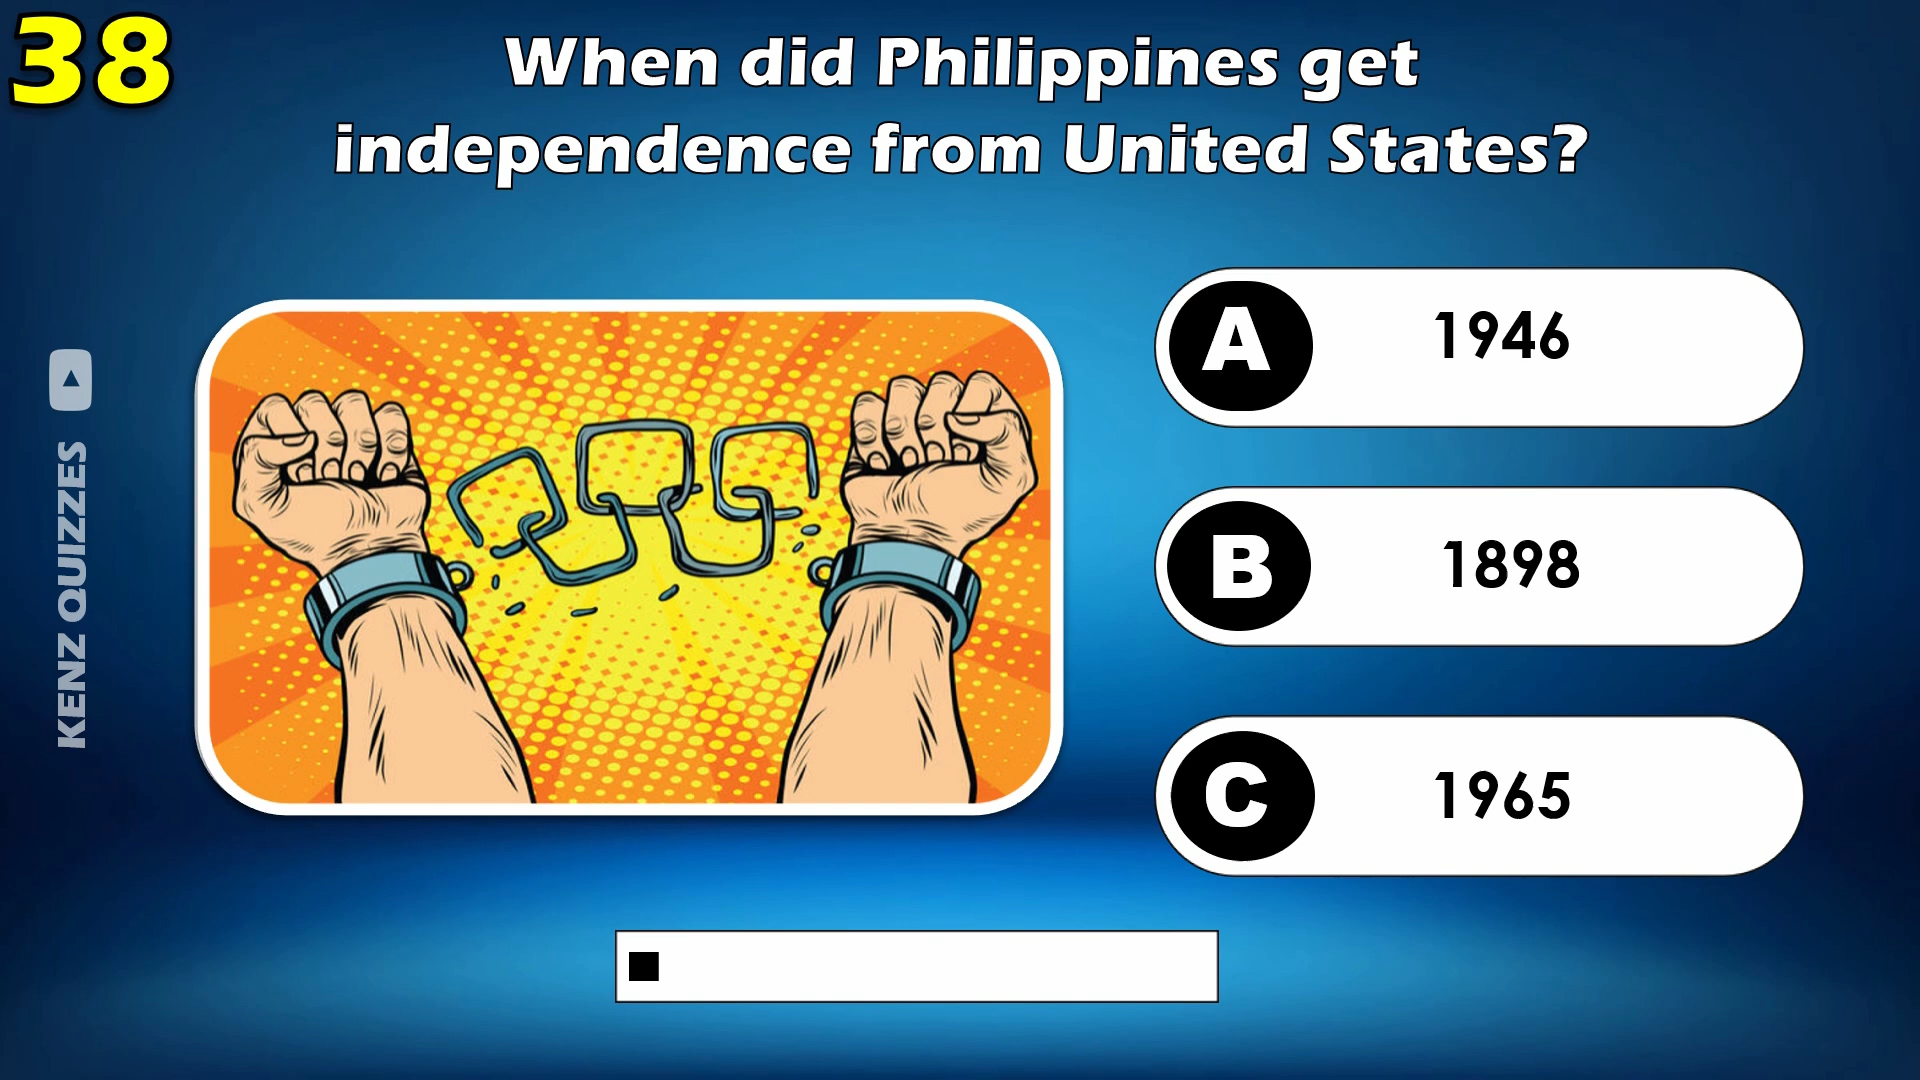 38
When did Philippines get
independence from United States?
A 1946
B 1898
C 1965
KENZ QUIZZES